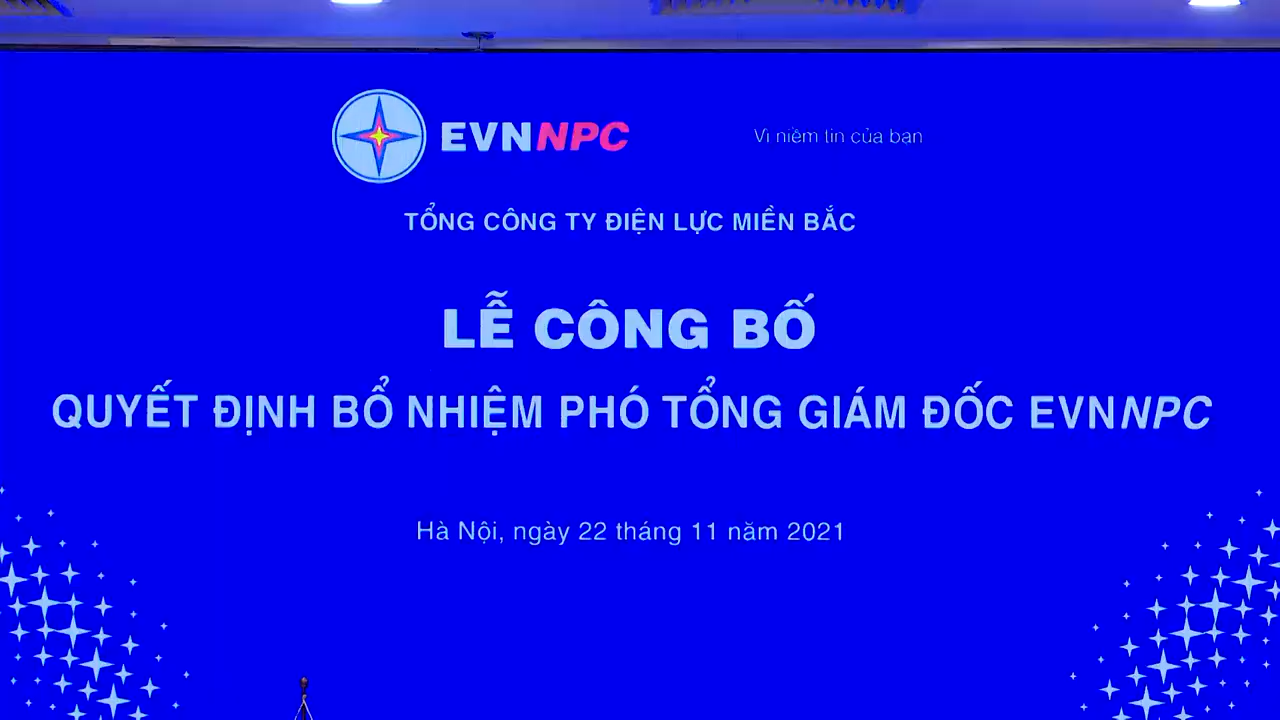 EVNNPC Vì niềm tin của bạn
TỔNG CÔNG TY ĐIỆN LỰC MIỀN BẮC
LỄ CÔNG BỐ
QUYẾT ĐỊNH BỔ NHIỆM PHÓ TỔNG GIÁM ĐỐC EVNNPC
Hà Nội, ngày 22 tháng 11 năm 2021